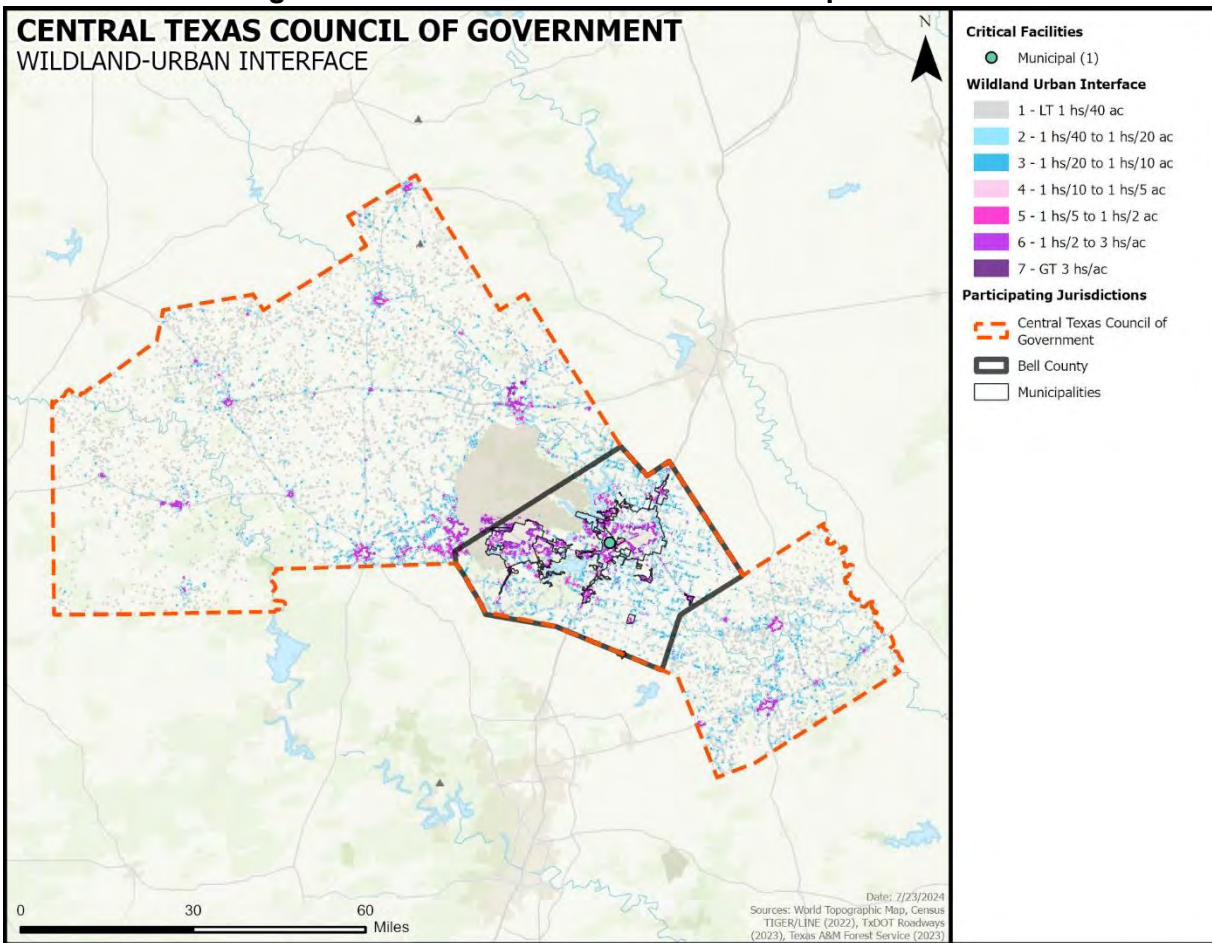 CENTRAL TEXAS COUNCIL OF GOVERNMENT
WILDLAND-URBAN INTERFACE
N
0
30
60
Miles
Date: 7/23/2024
Sources: World Topographic Map, Census
TIGER/LINE (2022), TxDOT Roadways
(2023), Texas A&M Forest Service (2023)
Critical Facilities
Municipal (1)
Wildland Urban Interface
1 - LT 1 hs/40 ac
2 - 1 hs/40 to 1 hs/20 ac
3 - 1 hs/20 to 1 hs/10 ac
4 - 1 hs/10 to 1 hs/5 ac
5 - 1 hs/5 to 1 hs/2 ac
6 - 1 hs/2 to 3 hs/ac
7 - GT 3 hs/ac
Participating Jurisdictions
Central Texas Council of
Government
Bell County
Municipalities